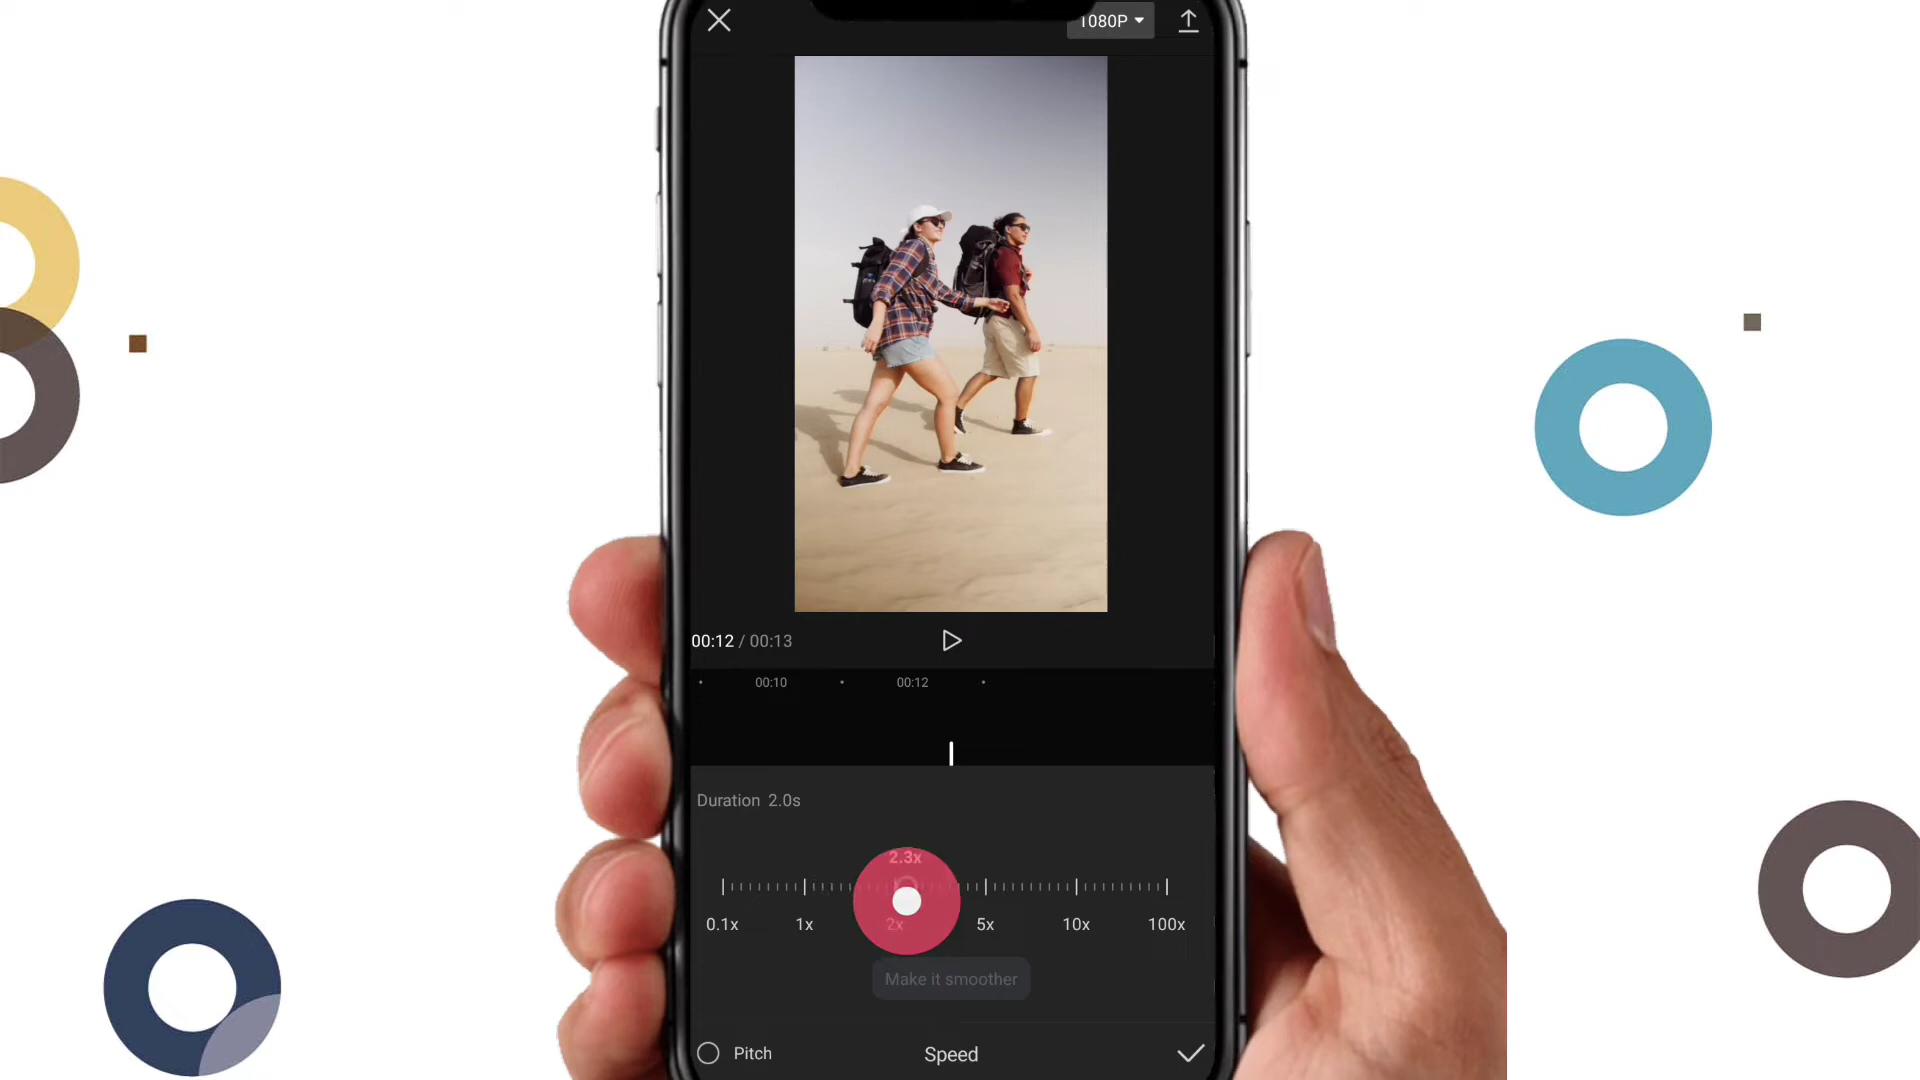 1080P
00:12 / 00:13
00:10 00:12
Duration 2.0s
2.3x
0.1x 1x 2x 5x 10x 100x
Make it smoother
Pitch Speed